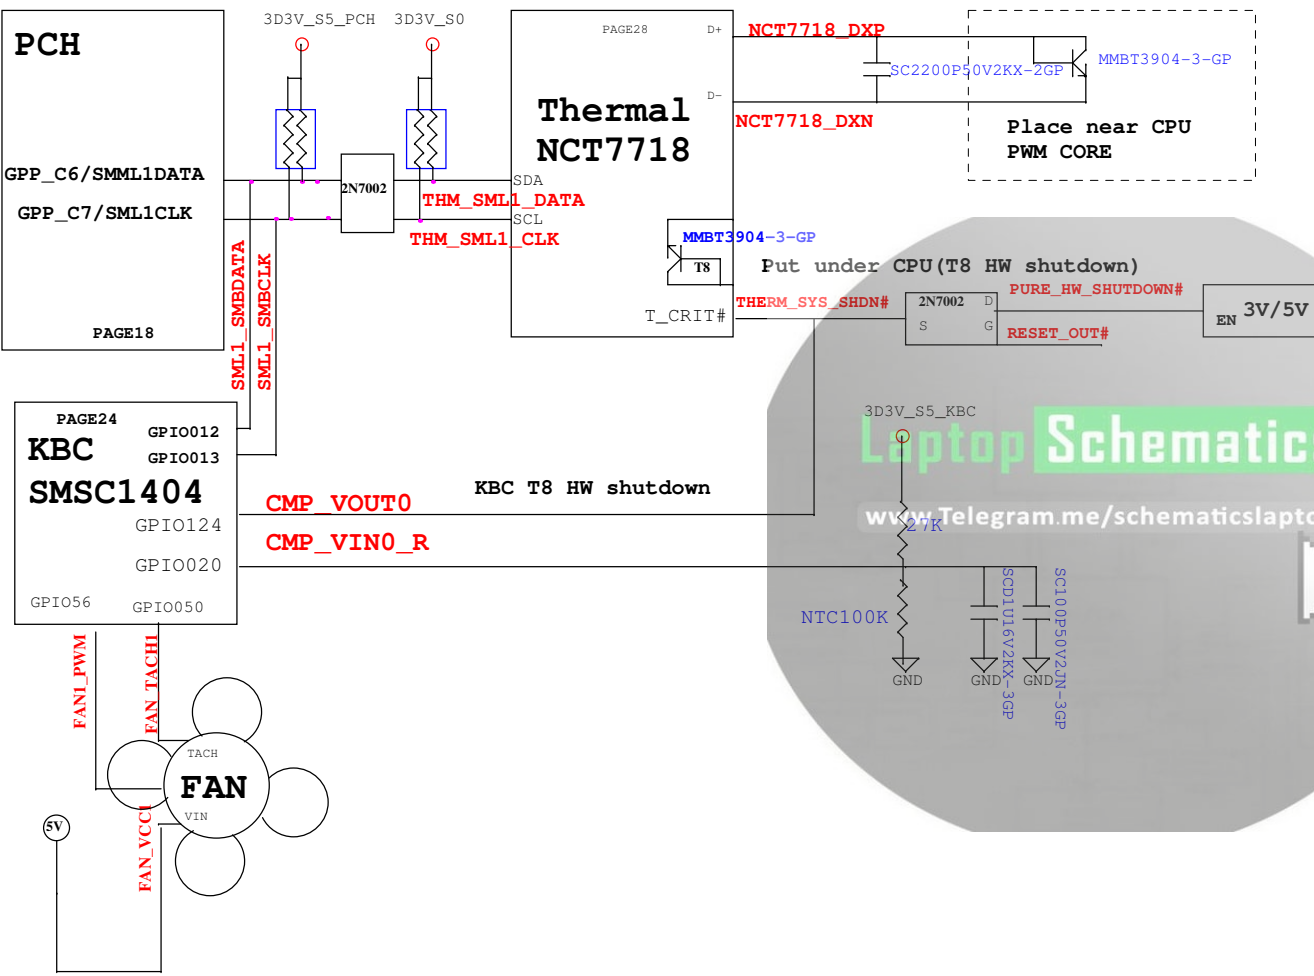 3D3V_S5_PCH
3D3V_S0
PCH
GPP_C6/SMML1DATA
GPP_C7/SML1CLK
PAGE18
2N7002
PAGE28
D+
D-
Thermal
NCT7718
SDA
SCL
THM_SML1_DATA
THM_SML1_CLK
NCT7718_DXP
NCT7718_DXN
SC2200P50V2KX-2GP
MMBT3904-3-GP
Place near CPU
PWM CORE
MMBT3904-3-GP
T8
Put under CPU(T8 HW shutdown)
T_CRIT#
THERM_SYS_SHDN#
2N7002
D
S
G
PURE_HW_SHUTDOWN#
RESET_OUT#
EN
3V/5V
SML1_SMBDATA
SML1_SMBCLK
PAGE24
KBC
SMSC1404
GPIO012
GPIO013
GPIO124
GPIO020
GPIO56
GPIO050
CMP_VOUT0
CMP_VIN0_R
KBC T8 HW shutdown
3D3V_S5_KBC
Laptop Schematic
www.Telegram.me/schematicslapto
27K
NTC100K
SCD1U16V2KX-3GP
SC100P50V2JN-3GP
GND
GND
GND
FAN1_PWM
FAN_TACH1
TACH
FAN
VIN
FAN_VCC1
5V